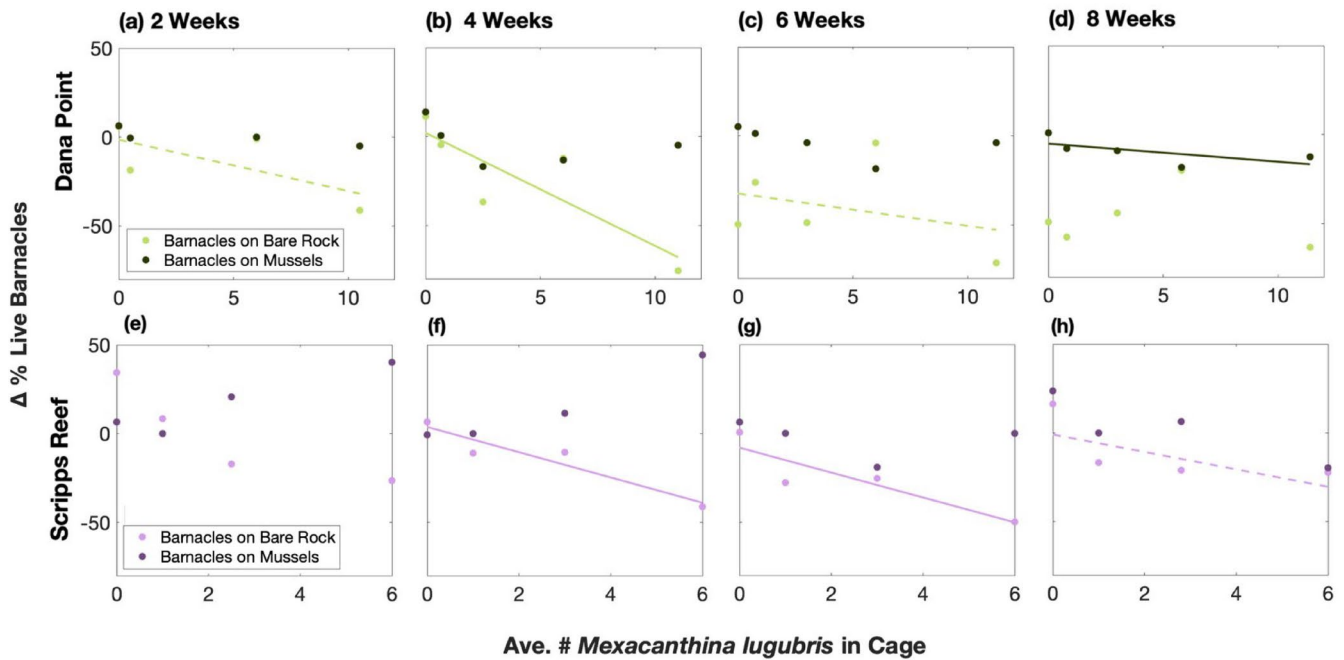 (a) 2 Weeks
(b) 4 Weeks
(c) 6 Weeks
(d) 8 Weeks
Δ % Live Barnacles
Dana Point
50
0
-50
Barnacles on Bare Rock
Barnacles on Mussels
0 5 10
0 5 10
0 5 10
0 5 10
Scripps Reef
(e)
(f)
(g)
(h)
50
0
-50
Barnacles on Bare Rock
Barnacles on Mussels
0 2 4 6
0 2 4 6
0 2 4 6
0 2 4 6
Ave. # Mexacanthina lugubris in Cage